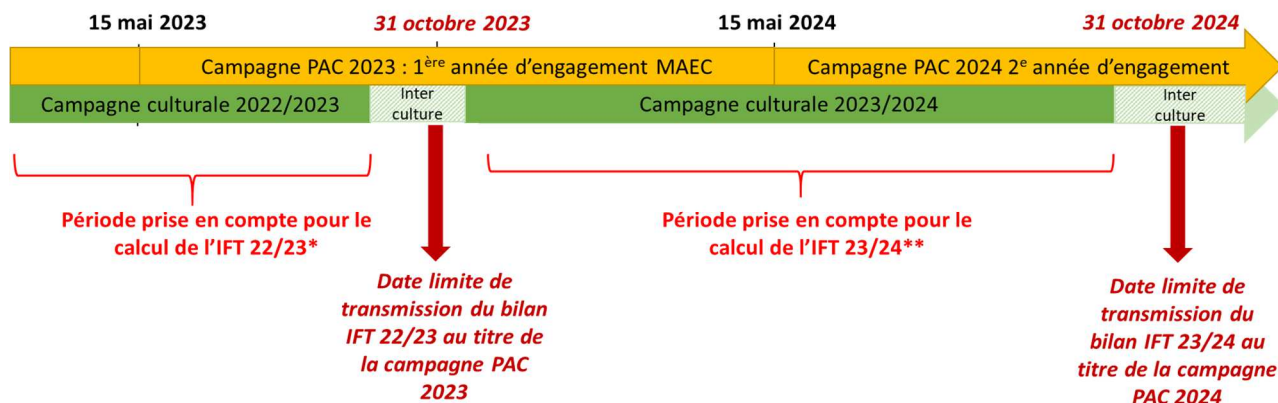 15 mai 2023
31 octobre 2023
15 mai 2024
31 octobre 2024
Campagne PAC 2023 : 1ère année d'engagement MAEC
Campagne PAC 2024 2e année d'engagement
Campagne culturale 2022/2023
Inter
culture
Campagne culturale 2023/2024
Inter
culture
Période prise en compte pour le
calcul de l'IFT 22/23*
Période prise en compte pour le
calcul de l'IFT 23/24**
Date limite de
transmission du bilan
IFT 22/23 au titre de
la campagne PAC
2023
Date limite de
transmission du
bilan IFT 23/24 au
titre de la campagne
PAC 2024